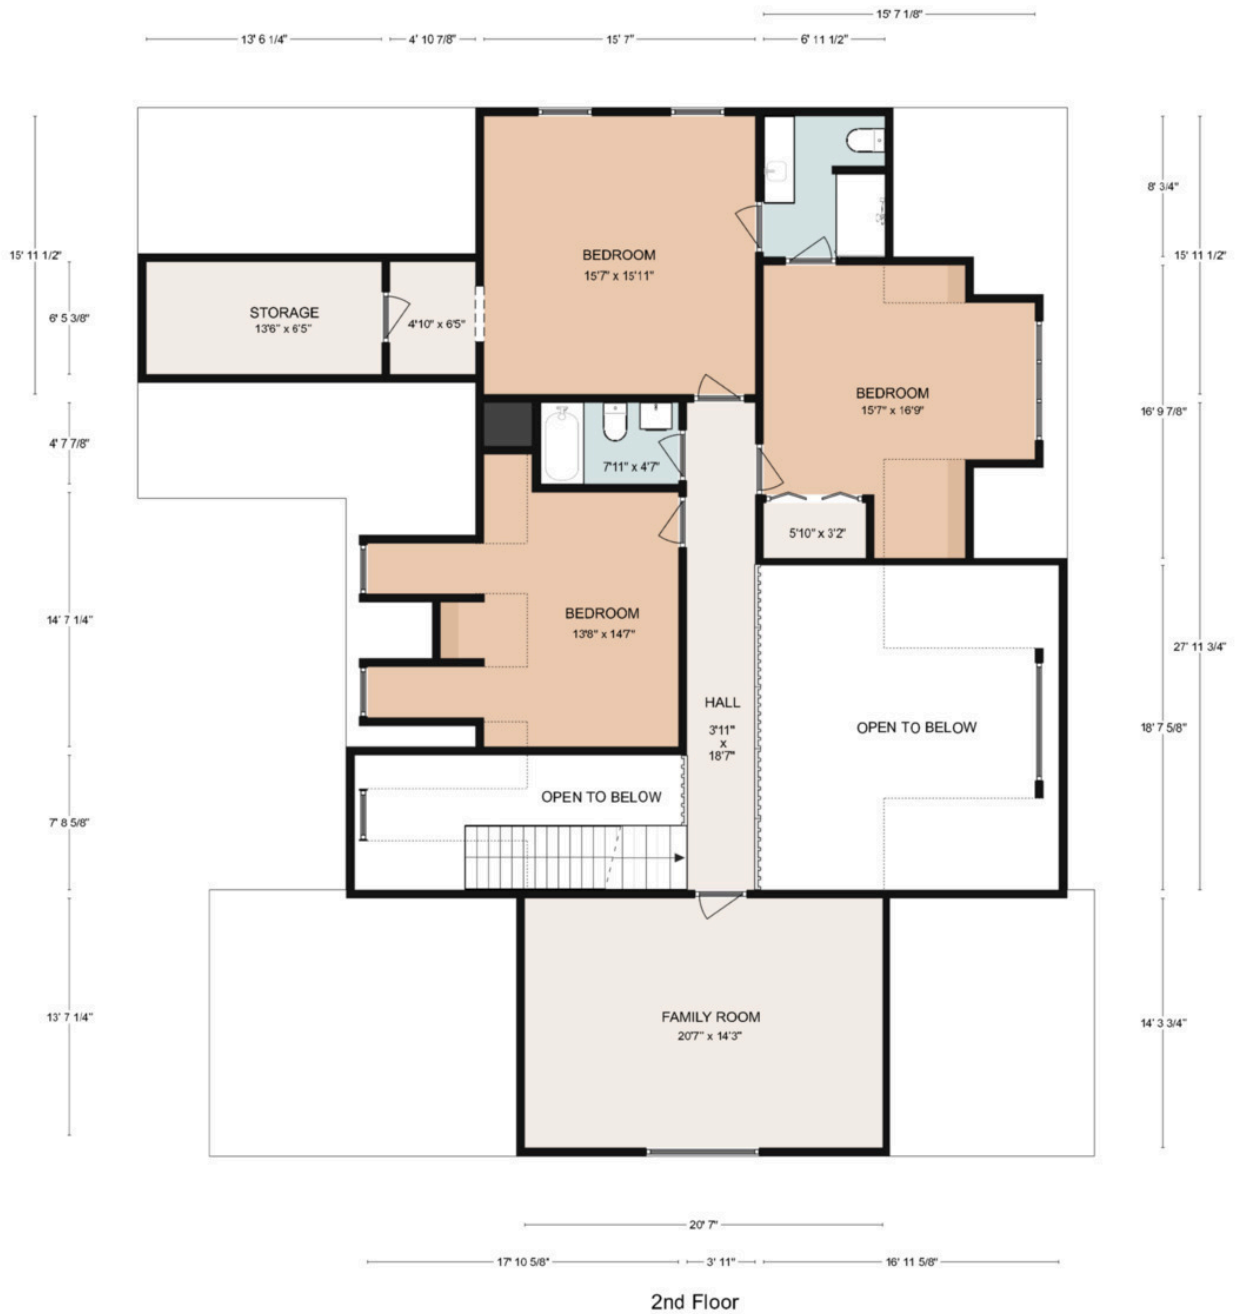 15' 7 1/8"
13' 6 1/4"
4' 10 7/8"
15' 7"
6' 11 1/2"
8' 3/4"
15' 11 1/2"
15' 11 1/2"
BEDROOM
15'7" x 15'11"
6' 5 3/8"
STORAGE
13'6" x 6'5"
4'10" x 6'5"
BEDROOM
15'7" x 16'9"
16' 9 7/8"
4' 7 7/8"
7'11" x 4'7"
5'10" x 3'2"
14' 7 1/4"
BEDROOM
13'8" x 14'7"
27' 11 3/4"
HALL
3'11"
x
18'7"
OPEN TO BELOW
18' 7 5/8"
OPEN TO BELOW
7' 8 5/8"
13' 7 1/4"
FAMILY ROOM
20'7" x 14'3"
14' 3 3/4"
20' 7"
17' 10 5/8"
3' 11"
16' 11 5/8"
2nd Floor